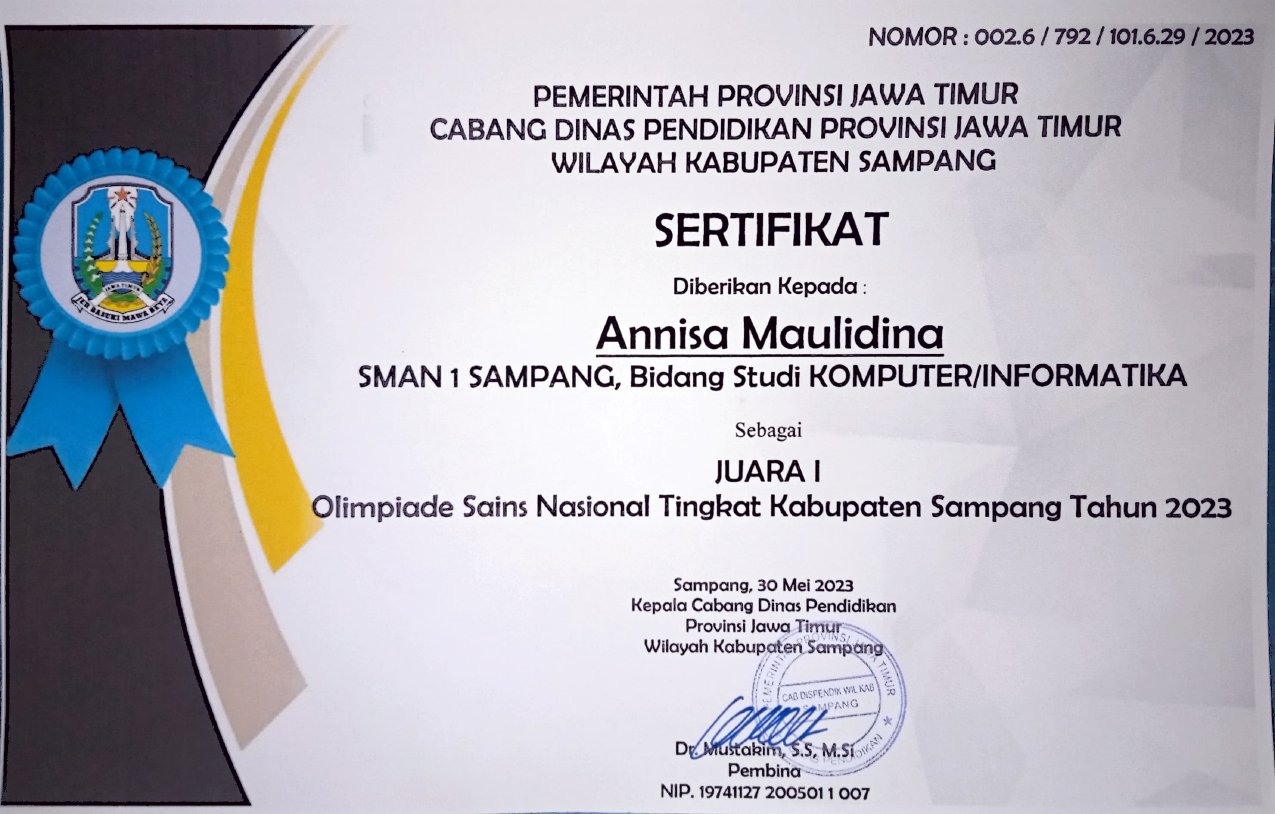 NOMOR : 002.6 / 792 / 101.6.29 / 2023
PEMERINTAH PROVINSI JAWA TIMUR
CABANG DINAS PENDIDIKAN PROVINSI JAWA TIMUR
WILAYAH KABUPATEN SAMPANG
JAWA TIMUR
JER BASUKI MAWA BEYA
SERTIFIKAT
Diberikan Kepada :
Annisa Maulidina
SMAN 1 SAMPANG, Bidang Studi KOMPUTER/INFORMATIKA
Sebagai
JUARA I
Olimpiade Sains Nasional Tingkat Kabupaten Sampang Tahun 2023
Sampang, 30 Mei 2023
Kepala Cabang Dinas Pendidikan
Provinsi Jawa Timur
Wilayah Kabupaten Sampang
PROVINSI JAWA TIMUR
CAB DISPENDIK WIL KAB
SAMPANG
PENDIDIKAN
Dr. Mustakim, S.S, M.Si
Pembina
NIP. 19741127 200501 1 007